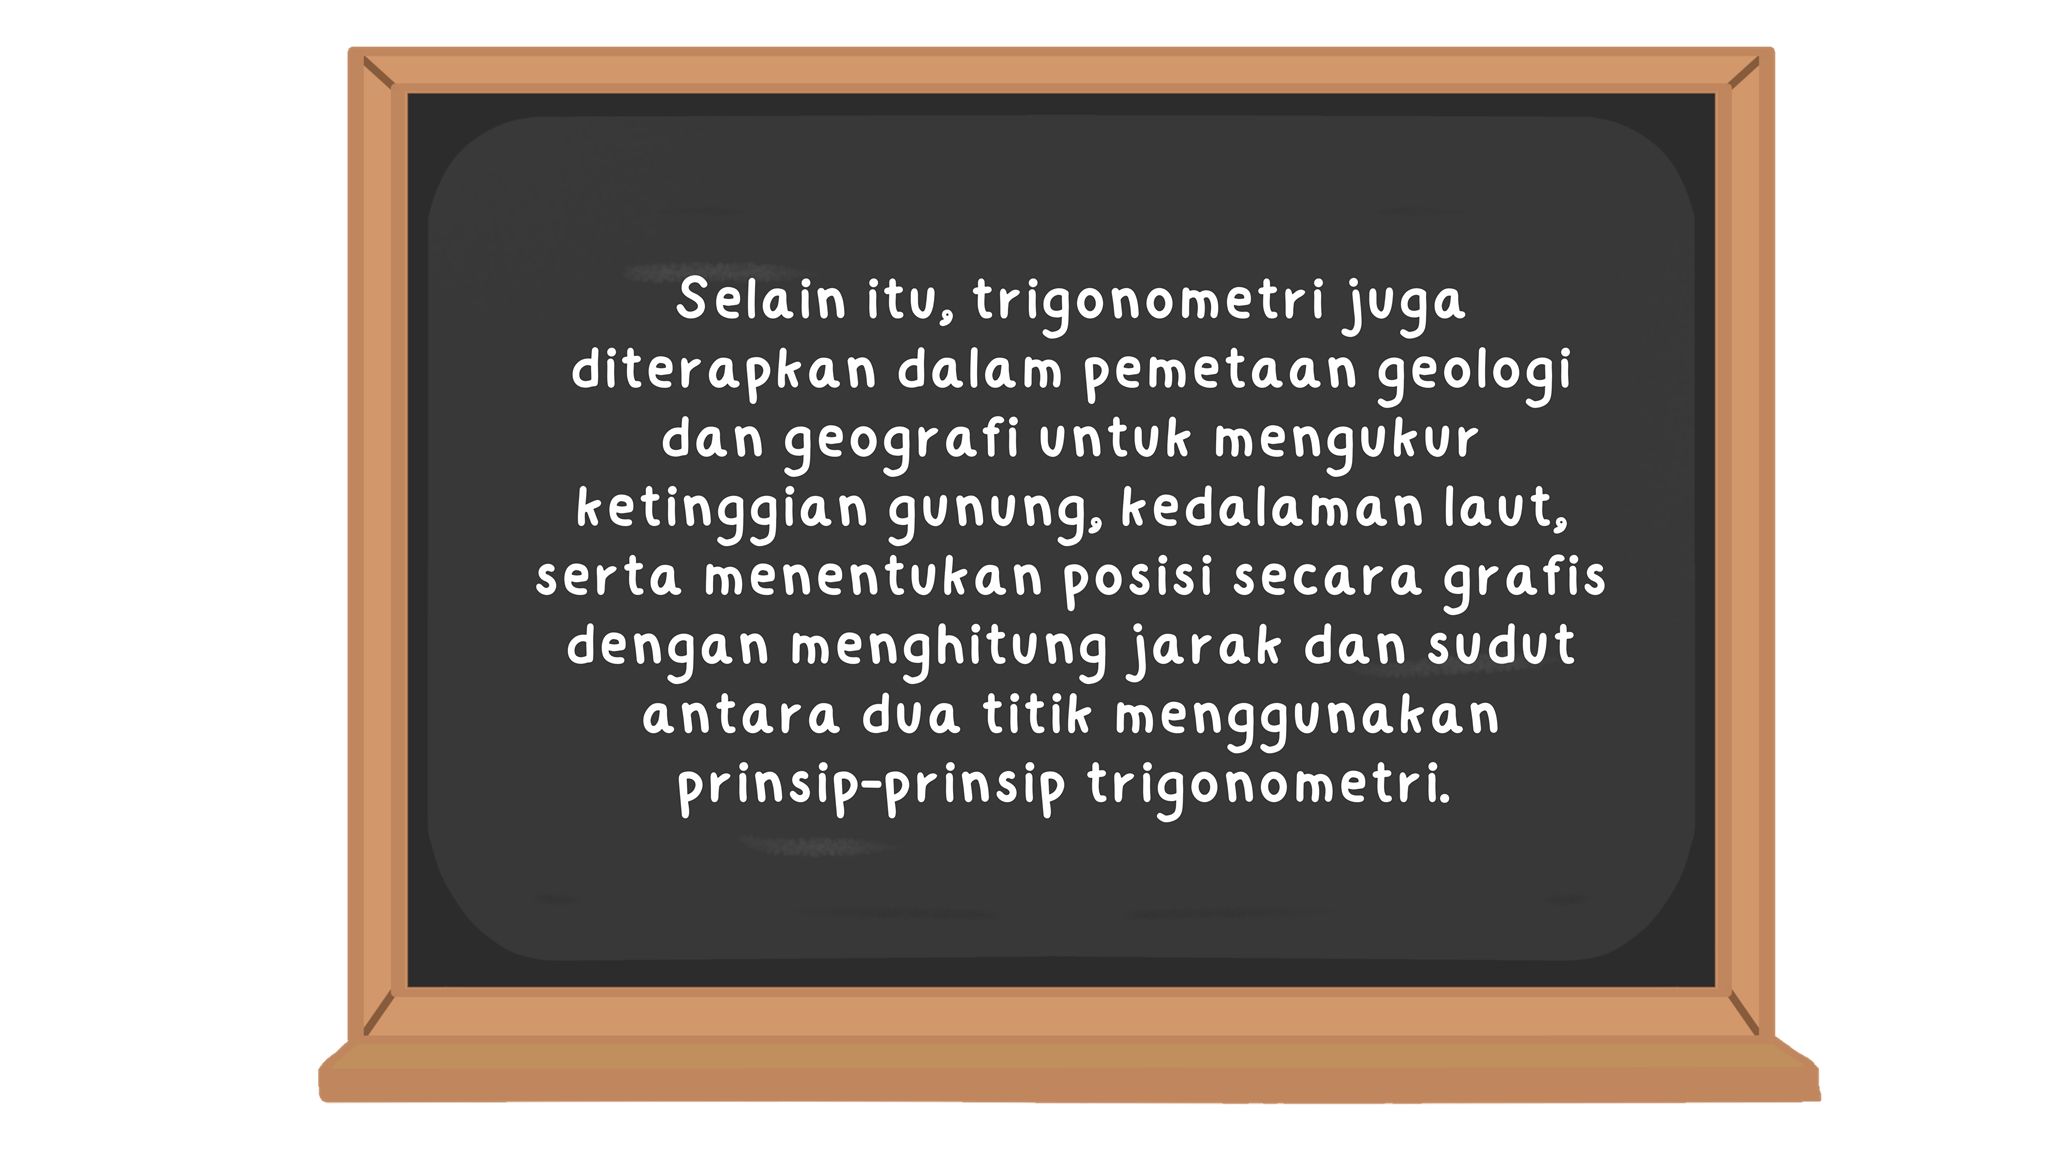 Selain itu, trigonometri juga
diterapkan dalam pemetaan geologi
dan geografi untuk mengukur
ketinggian gunung, kedalaman laut,
serta menentukan posisi secara grafis
dengan menghitung jarak dan sudut
antara dua titik menggunakan
prinsip-prinsip trigonometri.